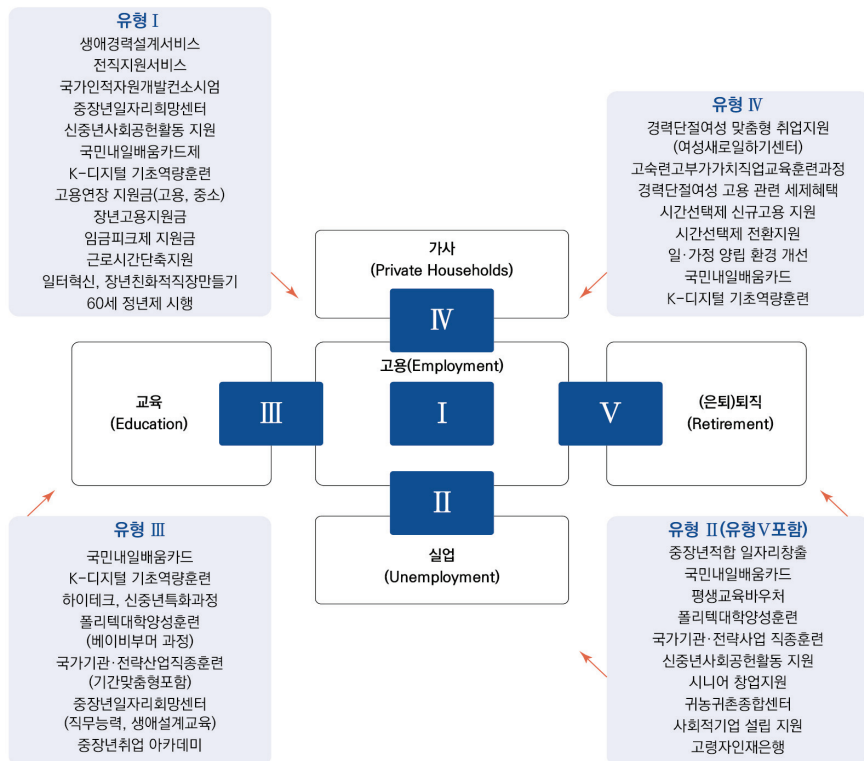 유형 Ⅰ
생애경력설계서비스
전직지원서비스
국가인적자원개발컨소시엄
중장년일자리희망센터
신중년사회공헌활동 지원
국민내일배움카드제
K-디지털 기초역량훈련
고용연장 지원금(고용, 중소)
장년고용지원금
임금피크제 지원금
근로시간단축지원
일터혁신, 장년친화적직장만들기
60세 정년제 시행
유형 Ⅳ
경력단절여성 맞춤형 취업지원
(여성새로일하기센터)
고숙련고부가가치직업교육훈련과정
경력단절여성 고용 관련 세제혜택
시간선택제 신규고용 지원
시간선택제 전환지원
일·가정 양립 환경 개선
국민내일배움카드
K-디지털 기초역량훈련
가사
(Private Households)
Ⅳ
고용(Employment)
교육
(Education)
Ⅲ
Ⅰ
Ⅴ
(은퇴)퇴직
(Retirement)
Ⅱ
실업
(Unemployment)
유형 Ⅲ
국민내일배움카드
K-디지털 기초역량훈련
하이테크, 신중년특화과정
폴리텍대학양성훈련
(베이비부머 과정)
국가기관·전략산업직종훈련
(기간맞춤형포함)
중장년일자리희망센터
(직무능력, 생애설계교육)
중장년취업 아카데미
유형 Ⅱ(유형Ⅴ포함)
중장년적합 일자리창출
국민내일배움카드
평생교육바우처
폴리텍대학양성훈련
국가기관·전략사업 직종훈련
신중년사회공헌활동 지원
시니어 창업지원
귀농귀촌종합센터
사회적기업 설립 지원
고령자인재은행